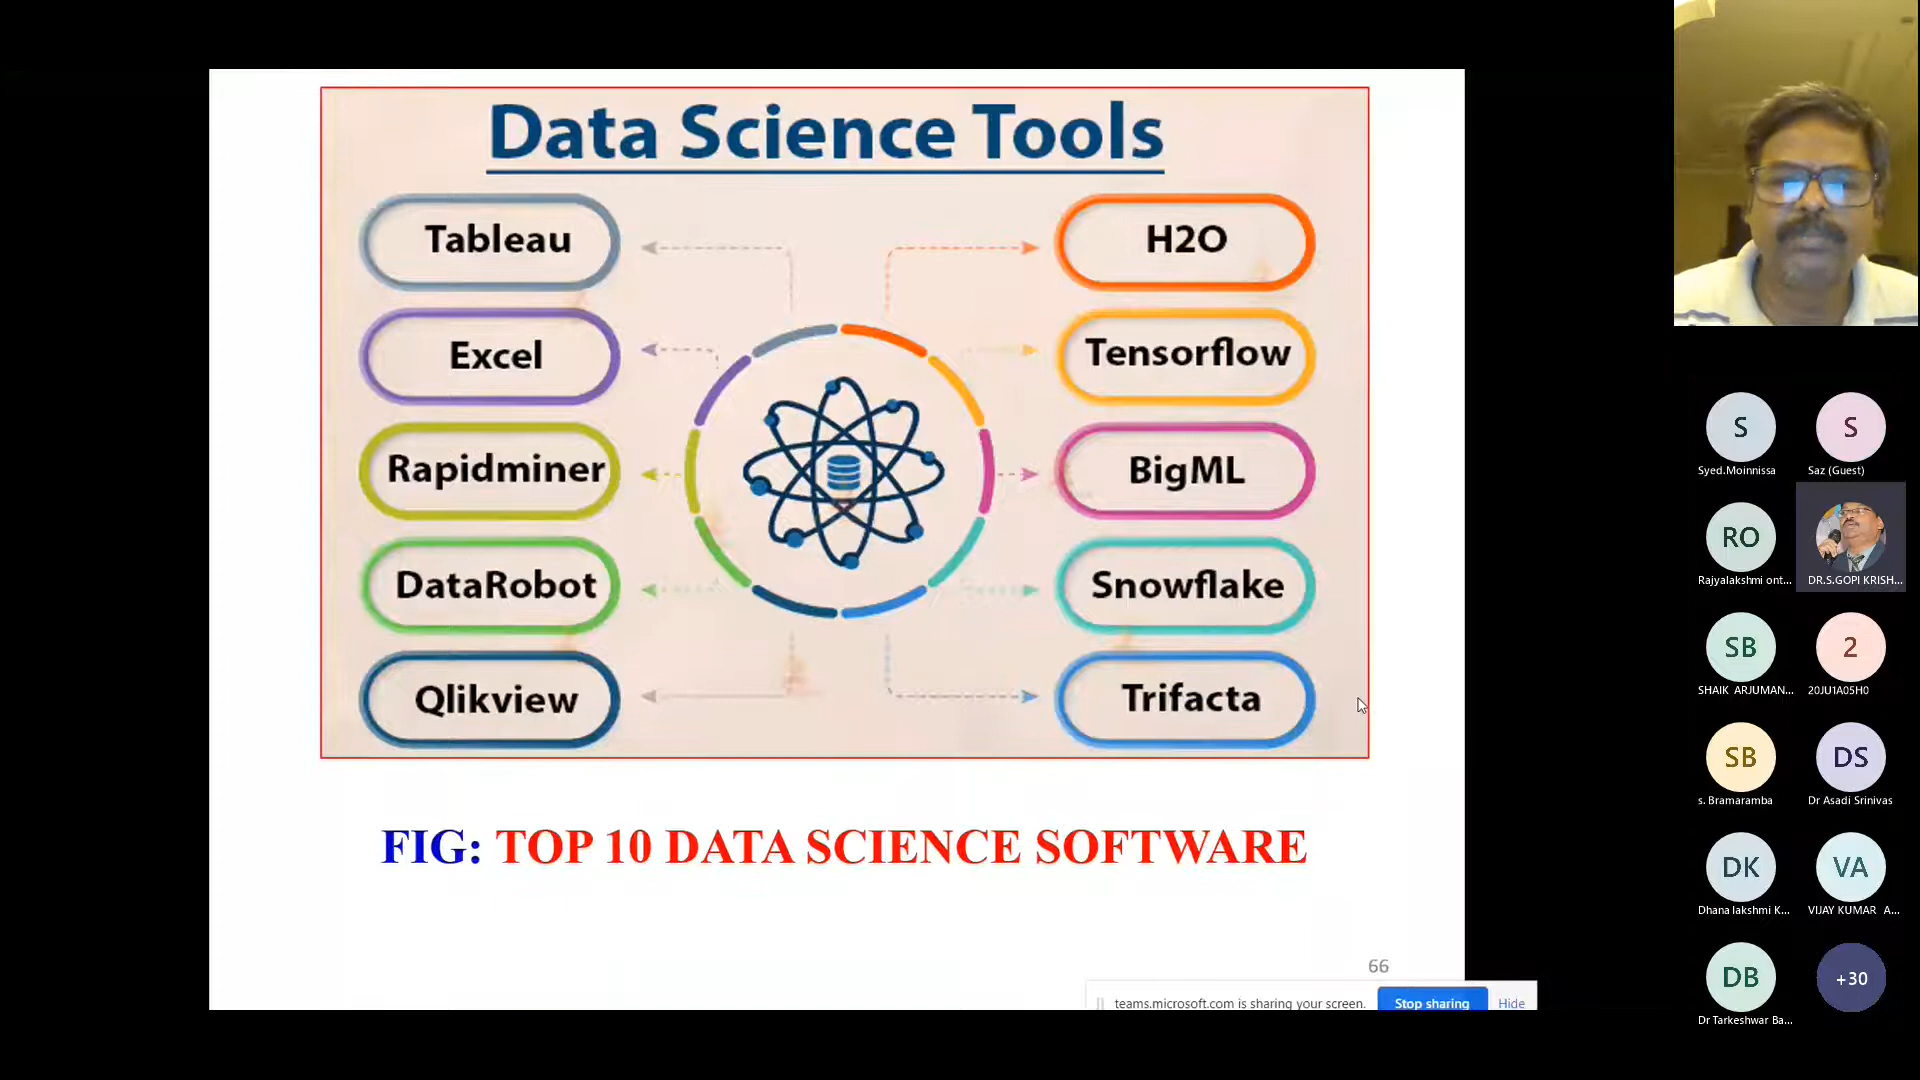 Data Science Tools
Tableau
H2O
Excel
Tensorflow
Rapidminer
BigML
DataRobot
Snowflake
Qlikview
Trifacta
FIG: TOP 10 DATA SCIENCE SOFTWARE
66
teams.microsoft.com is sharing your screen.
Stop sharing
Hide
S
S
Syed.Moinnissa
Saz (Guest)
RO
Rajyalakshmi ont...
DR.S.GOPI KRISH...
SB
2
SHAIK ARJUMAN...
20JU1A05H0
SB
DS
s. Bramaramba
Dr Asadi Srinivas
DK
VA
Dhana lakshmi K...
VIJAY KUMAR A...
DB
+30
Dr Tarkeshwar Ba...